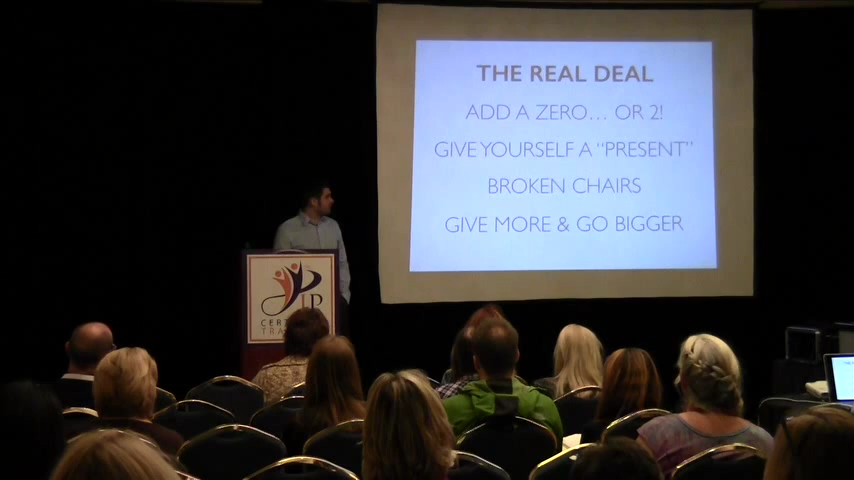 THE REAL DEAL
ADD A ZERO... OR 2!
GIVE YOURSELF A "PRESENT"
BROKEN CHAIRS
GIVE MORE & GO BIGGER